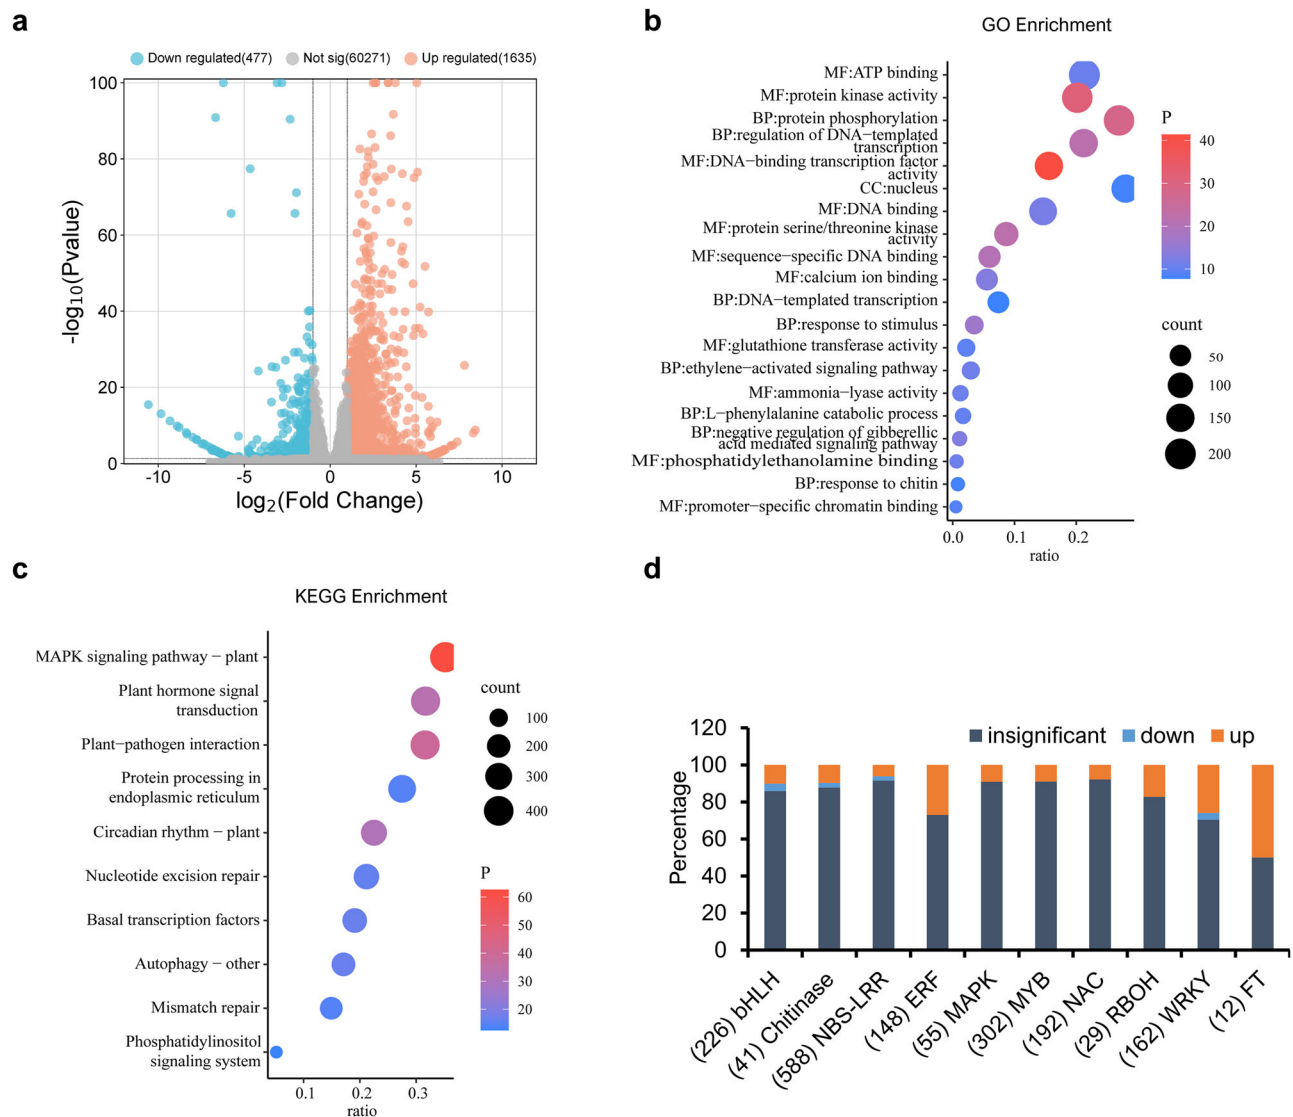 a
Down regulated(477) Not sig(60271) Up regulated(1635)
100
80
60
40
20
0
-log10(Pvalue)
-10 -5 0 5 10
log2(Fold Change)
b
GO Enrichment
MF:ATP binding
MF:protein kinase activity
BP:protein phosphorylation
BP:regulation of DNA−templated
transcription
MF:DNA−binding transcription factor
activity
CC:nucleus
MF:DNA binding
MF:protein serine/threonine kinase
activity
MF:sequence−specific DNA binding
MF:calcium ion binding
BP:DNA−templated transcription
BP:response to stimulus
MF:glutathione transferase activity
BP:ethylene−activated signaling pathway
MF:ammonia−lyase activity
BP:L−phenylalanine catabolic process
BP:negative regulation of gibberellic
acid mediated signaling pathway
MF:phosphatidylethanolamine binding
BP:response to chitin
MF:promoter−specific chromatin binding
0.0 0.1 0.2
ratio
P
40
30
20
10
count
50
100
150
200
c
KEGG Enrichment
MAPK signaling pathway − plant
Plant hormone signal
transduction
Plant−pathogen interaction
Protein processing in
endoplasmic reticulum
Circadian rhythm − plant
Nucleotide excision repair
Basal transcription factors
Autophagy − other
Mismatch repair
Phosphatidylinositol
signaling system
0.1 0.2 0.3
ratio
count
100
200
300
400
P
60
50
40
30
20
d
insignificant down up
120
100
80
60
40
20
0
Percentage
(226) bHLH
(41) Chitinase
(588) NBS-LRR
(148) ERF
(55) MAPK
(302) MYB
(192) NAC
(29) RBOH
(162) WRKY
(12) FT